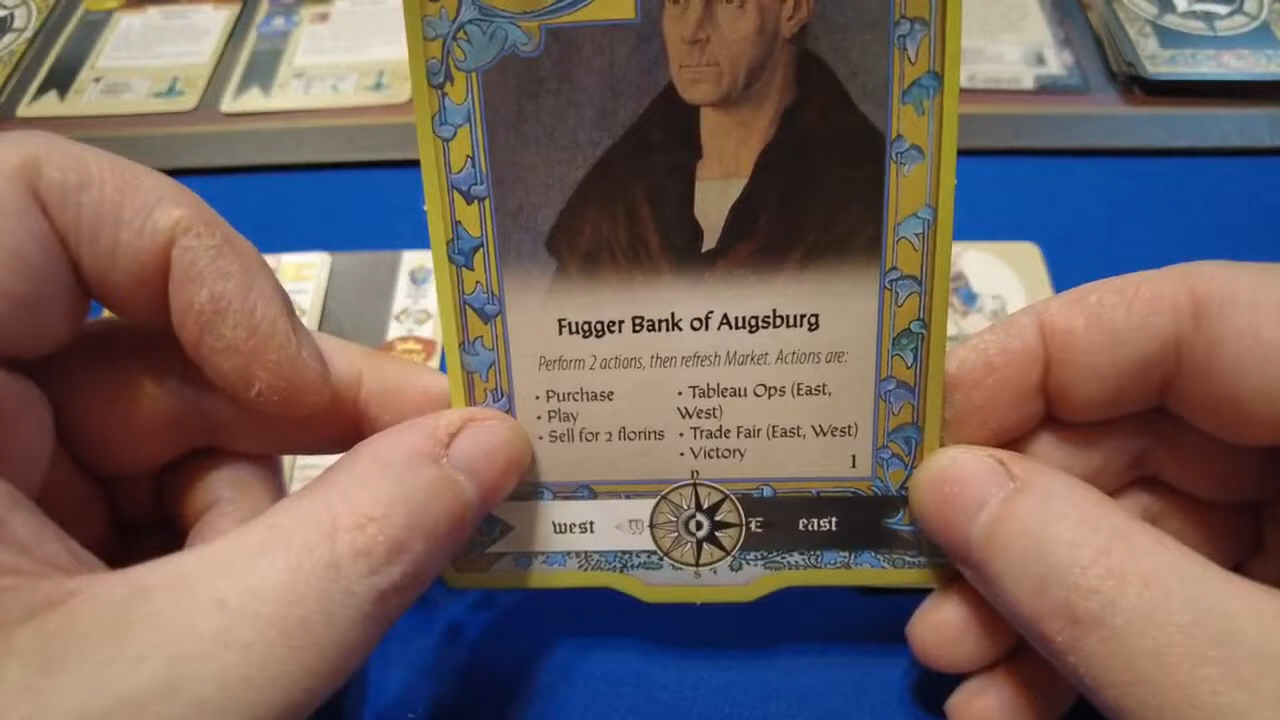 Fugger Bank of Augsburg
Perform 2 actions, then refresh Market. Actions are:
• Purchase
• Play
• Sell for 2 florins
• Tableau Ops (East,
West)
• Trade Fair (East, West)
• Victory
1
N
west
E
east
S